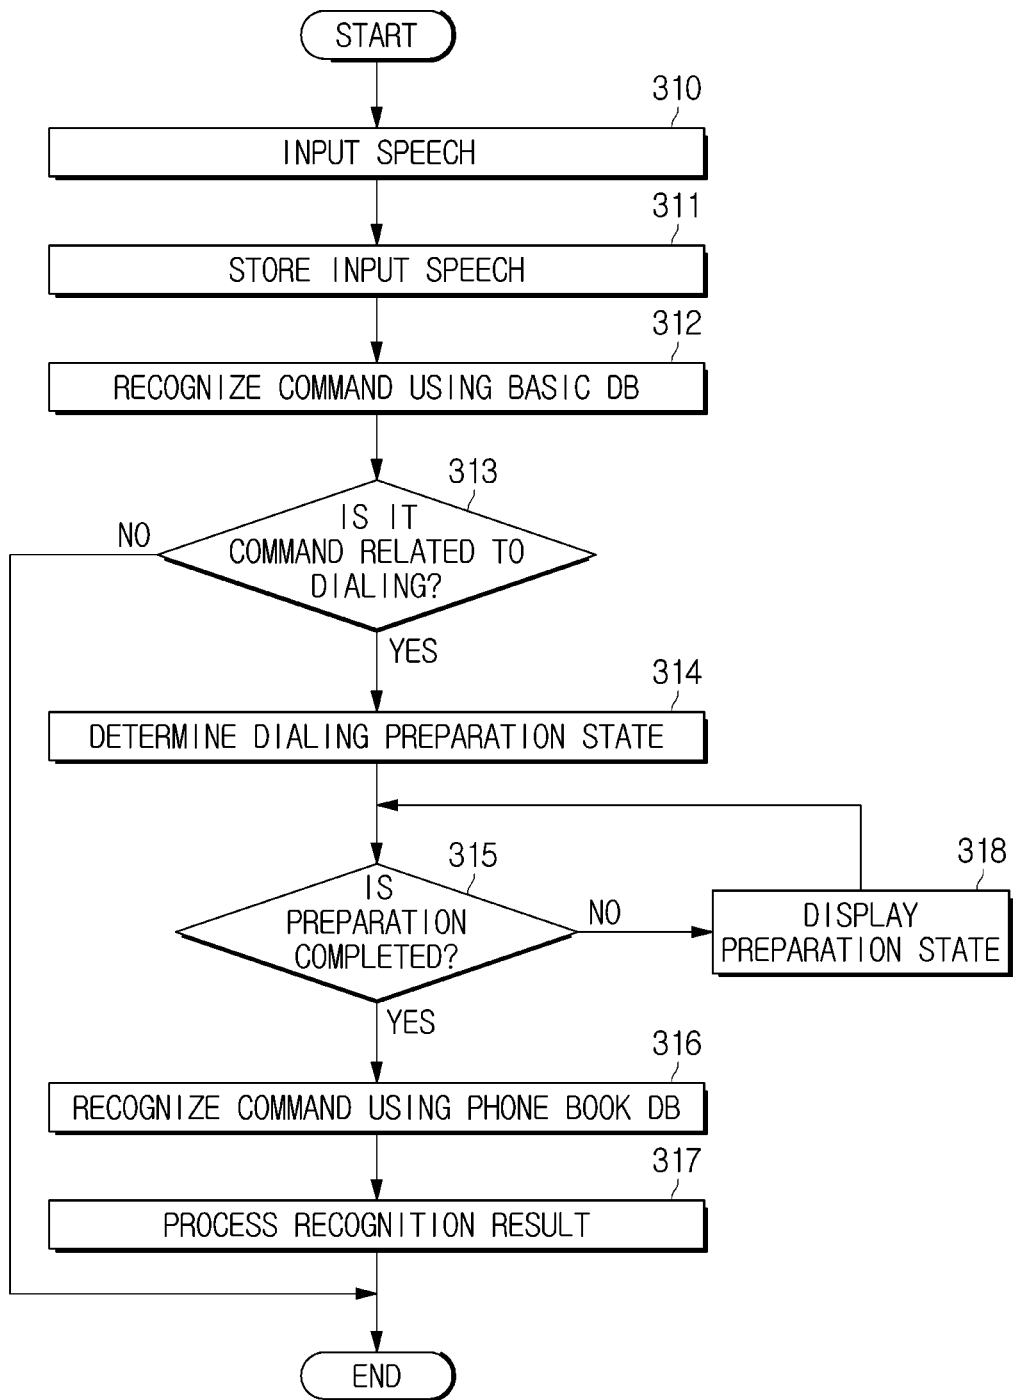 START
310
INPUT SPEECH
311
STORE INPUT SPEECH
312
RECOGNIZE COMMAND USING BASIC DB
313
IS IT
COMMAND RELATED TO
DIALING?
NO
YES
314
DETERMINE DIALING PREPARATION STATE
315
IS
PREPARATION
COMPLETED?
NO
318
DISPLAY
PREPARATION STATE
YES
316
RECOGNIZE COMMAND USING PHONE BOOK DB
317
PROCESS RECOGNITION RESULT
END